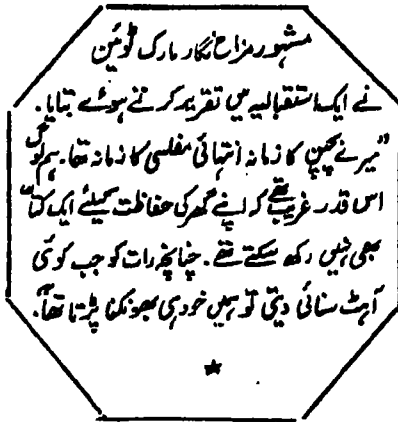 مشہور مزاح نگار مارک ٹوئین
نے ایک استقبالیہ میں تقریر کرتے ہوئے بتایا.
"میرے بچپن کا زمانہ انتہائی مفلسی کا زمانہ تھا. ہم لوگ
اس قدر غریب تھے کہ اپنے گھر کی حفاظت کیلئے ایک کتا
بھی نہیں رکھ سکتے تھے. چنانچہ رات کو جب کوئی
آہٹ سنائی دیتی تو ہمیں خود ہی بھونکنا پڑتا تھا".